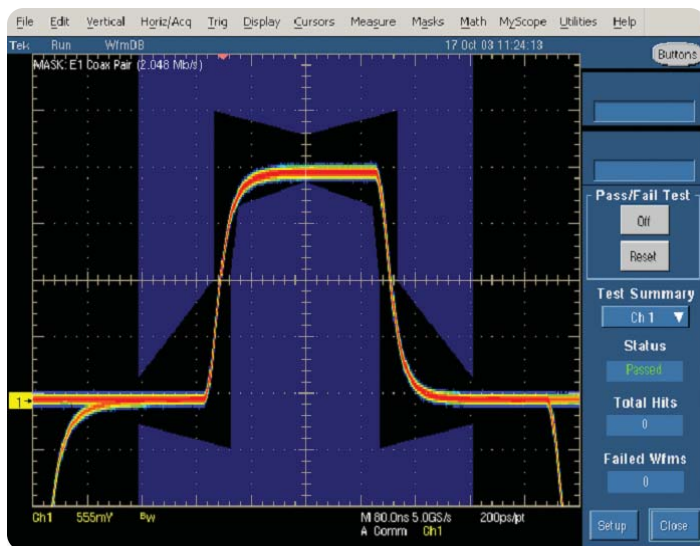 File Edit Vertical Horiz/Acq Trig Display Cursors Measure Masks Math MyScope Utilities Help
Tek Run WfmDB 17 Oct 03 11:24:13
Buttons
MASK: E1 Coax Pair (2.048 Mb/s)
Pass/Fail Test
Off
Reset
Test Summary
Ch 1
Status
Passed
Total Hits
0
Failed Wfms
0
Setup Close
1
Ch1 555mV BW M 80.0ns 5.0GS/s 200ps/pt
A Comm Ch1